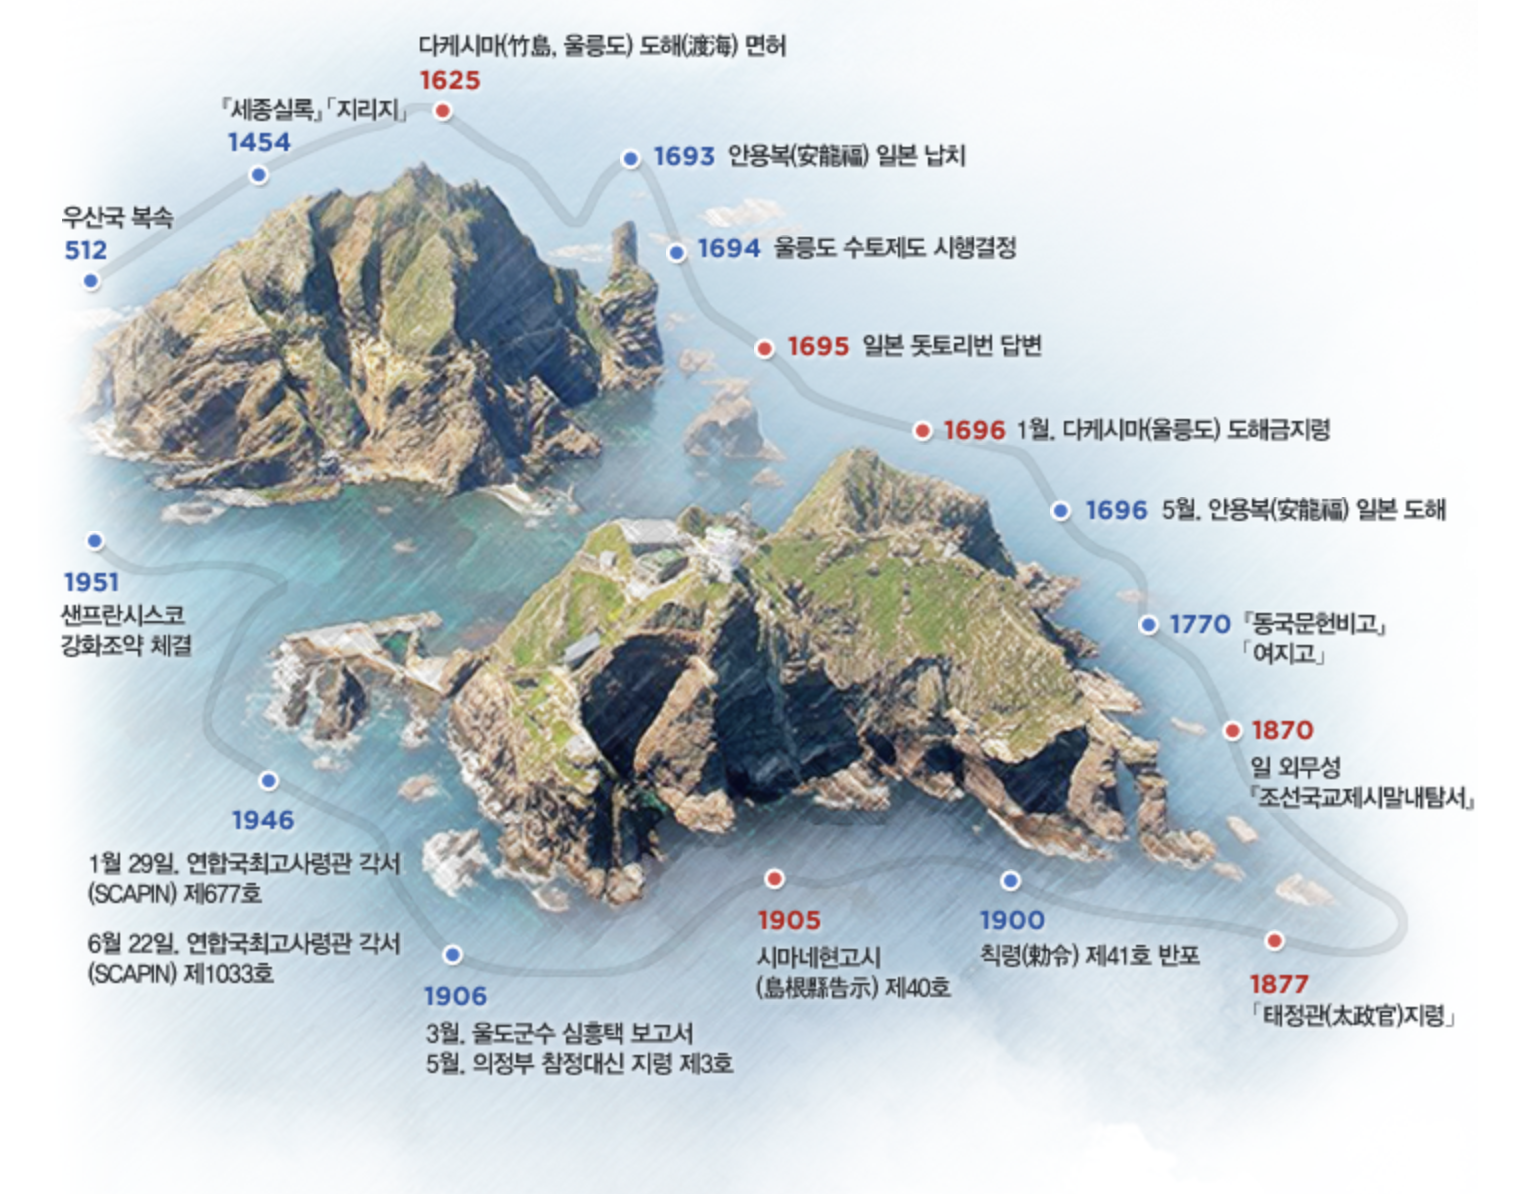 다케시마(竹島, 울릉도) 도해(渡海) 면허
1625
『세종실록』「지리지」
1454
우산국 복속
512
1693 안용복(安龍福) 일본 납치
1694 울릉도 수토제도 시행결정
1695 일본 돗토리번 답변
1696 1월. 다케시마(울릉도) 도해금지령
1696 5월. 안용복(安龍福) 일본 도해
1770 『동국문헌비고』
「여지고」
1870
일 외무성
『조선국교제시말내탐서』
1877
「태정관(太政官)지령」
1900
칙령(勅令) 제41호 반포
1905
시마네현고시
(島根縣告示) 제40호
1906
3월. 울도군수 심흥택 보고서
5월. 의정부 참정대신 지령 제3호
1946
1월 29일. 연합국최고사령관 각서
(SCAPIN) 제677호
6월 22일. 연합국최고사령관 각서
(SCAPIN) 제1033호
1951
샌프란시스코
강화조약 체결